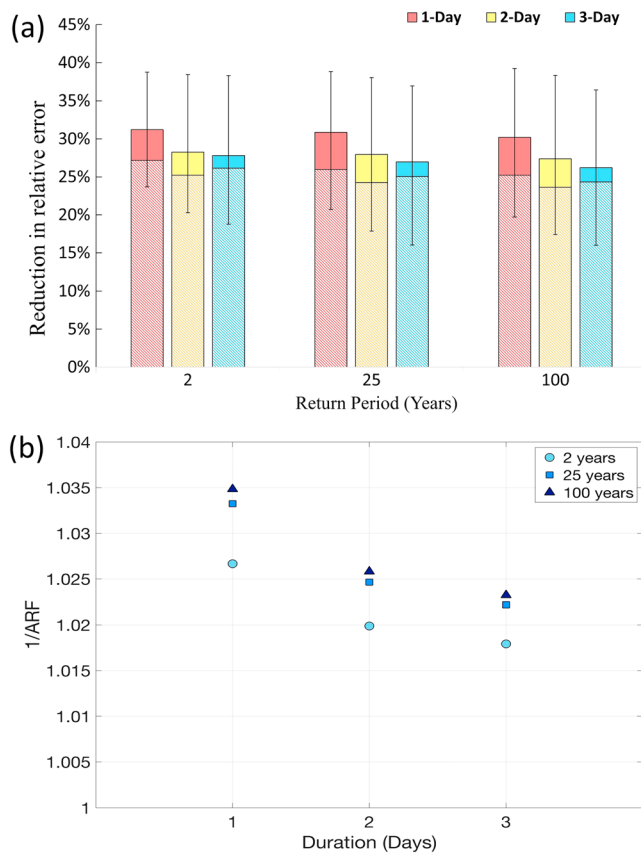 (a)
1-Day 2-Day 3-Day
45%
40%
35%
30%
25%
20%
15%
10%
5%
0%
Reduction in relative error
2 25 100
Return Period (Years)
(b)
1.04
1.035
1.03
1.025
1.02
1.015
1.01
1.005
1
1/ARF
2 years
25 years
100 years
1 2 3
Duration (Days)